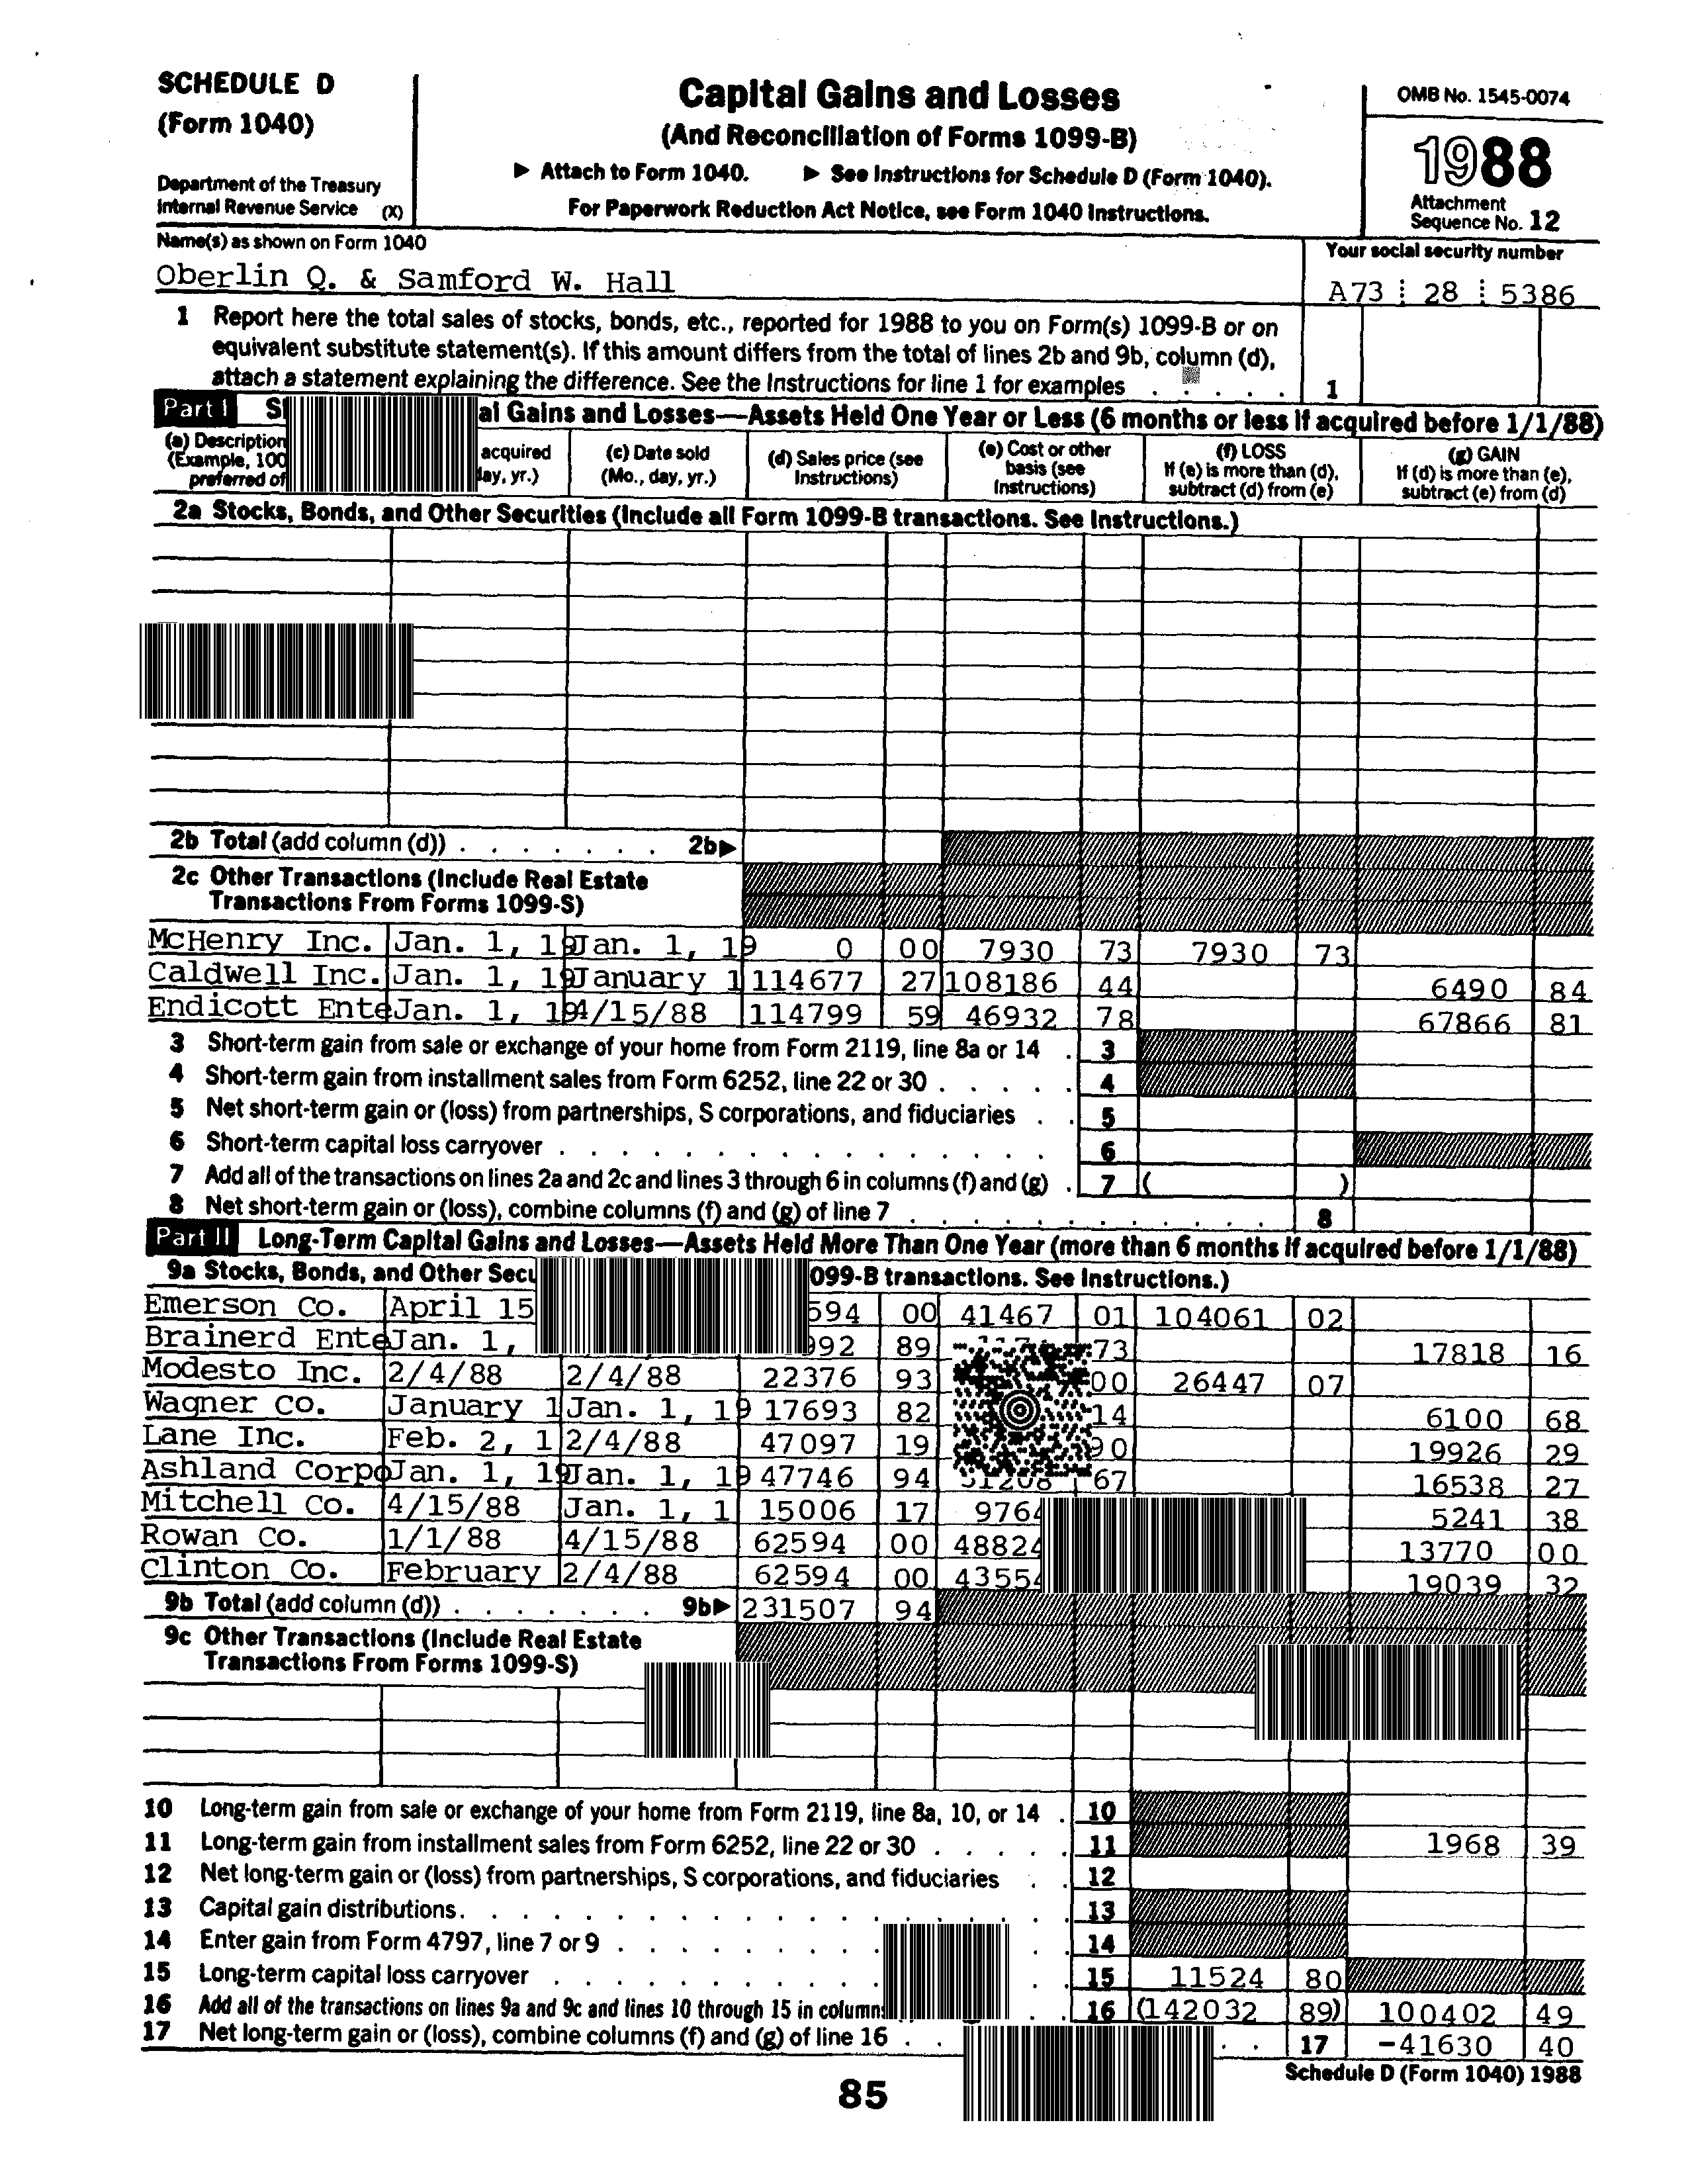 SCHEDULE D
(Form 1040)
Department of the Treasury
Internal Revenue Service (X)
Capital Gains and Losses
(And Reconciliation of Forms 1099-B)
▶ Attach to Form 1040. ▶ See Instructions for Schedule D (Form 1040).
For Paperwork Reduction Act Notice, see Form 1040 Instructions.
OMB No. 1545-0074
1988
Attachment
Sequence No. 12
Name(s) as shown on Form 1040
Oberlin Q. & Samford W. Hall
Your social security number
A73 28 5386
1 Report here the total sales of stocks, bonds, etc., reported for 1988 to you on Form(s) 1099-B or on
equivalent substitute statement(s). If this amount differs from the total of lines 2b and 9b, column (d),
attach a statement explaining the difference. See the Instructions for line 1 for examples . . . . . 1
Part I Gains and Losses—Assets Held One Year or Less (6 months or less if acquired before 1/1/88)
(a) Description
(Example, 100
preferred of
acquired
yr.)
(c) Date sold
(Mo., day, yr.)
(d) Sales price (see
Instructions)
(e) Cost or other
basis (see
Instructions)
(f) LOSS
If (e) is more than (d),
subtract (d) from (e)
(g) GAIN
If (d) is more than (e),
subtract (e) from (d)
2a Stocks, Bonds, and Other Securities (Include all Form 1099-B transactions. See Instructions.)
2b Total (add column (d)) . . . . . . . 2b▶
2c Other Transactions (Include Real Estate
Transactions From Forms 1099-S)
McHenry Inc. Jan. 1, 19 Jan. 1, 19 0 00 7930 73 7930 73
Caldwell Inc. Jan. 1, 19 January 1 114677 27 108186 44 6490 84
Endicott Ente Jan. 1, 19 4/15/88 114799 59 46932 78 67866 81
3 Short-term gain from sale or exchange of your home from Form 2119, line 8a or 14 . 3
4 Short-term gain from installment sales from Form 6252, line 22 or 30 . . . . . 4
5 Net short-term gain or (loss) from partnerships, S corporations, and fiduciaries . . 5
6 Short-term capital loss carryover . . . . . . . . . . . . . . . 6
7 Add all of the transactions on lines 2a and 2c and lines 3 through 6 in columns (f) and (g) . 7 ( )
8 Net short-term gain or (loss), combine columns (f) and (g) of line 7 . . . . . . . . . . . 8
Part II Long-Term Capital Gains and Losses—Assets Held More Than One Year (more than 6 months if acquired before 1/1/88)
9a Stocks, Bonds, and Other 1099-B transactions. See Instructions.)
Emerson Co. April 15 594 00 41467 01 104061 02
Brainerd Ente Jan. 1, 992 89 73 17818 16
Modesto Inc. 2/4/88 2/4/88 22376 93 00 26447 07
Wagner Co. January 1 Jan. 1, 19 17693 82 14 6100 68
Lane Inc. Feb. 2, 1 2/4/88 47097 19 90 19926 29
Ashland Corpo Jan. 1, 19 Jan. 1, 19 47746 94 31208 67 16538 27
Mitchell Co. 4/15/88 Jan. 1, 1 15006 17 9764 5241 38
Rowan Co. 1/1/88 4/15/88 62594 00 48824 13770 00
Clinton Co. February 2/4/88 62594 00 43554 19039 32
9b Total (add column (d)) . . . . . . . 9b▶ 231507 94
9c Other Transactions (Include Real Estate
Transactions From Forms 1099-S)
10 Long-term gain from sale or exchange of your home from Form 2119, line 8a, 10, or 14 . 10
11 Long-term gain from installment sales from Form 6252, line 22 or 30 . . . . . 11 1968 39
12 Net long-term gain or (loss) from partnerships, S corporations, and fiduciaries . . 12
13 Capital gain distributions . . . . . . . . . . . . . . . . . . 13
14 Enter gain from Form 4797, line 7 or 9 . . . . . . . . . . . 14
15 Long-term capital loss carryover . . . . . . . . . . . . 15 11524 80
16 Add all of the transactions on lines 9a and 9c and lines 10 through 15 in . . 16 (142032 89) 100402 49
17 Net long-term gain or (loss), combine columns (f) and (g) of line 16 . . . . 17 -41630 40
Schedule D (Form 1040) 1988
85